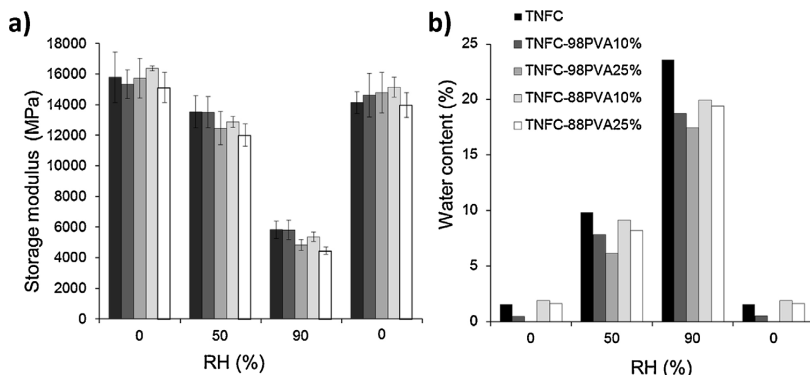 a)
18000
16000
14000
12000
10000
8000
6000
4000
2000
0
Storage modulus (MPa)
0 50 90 0
RH (%)
b)
25
20
15
10
5
0
Water content (%)
TNFC
TNFC-98PVA10%
TNFC-98PVA25%
TNFC-88PVA10%
TNFC-88PVA25%
0 50 90 0
RH (%)